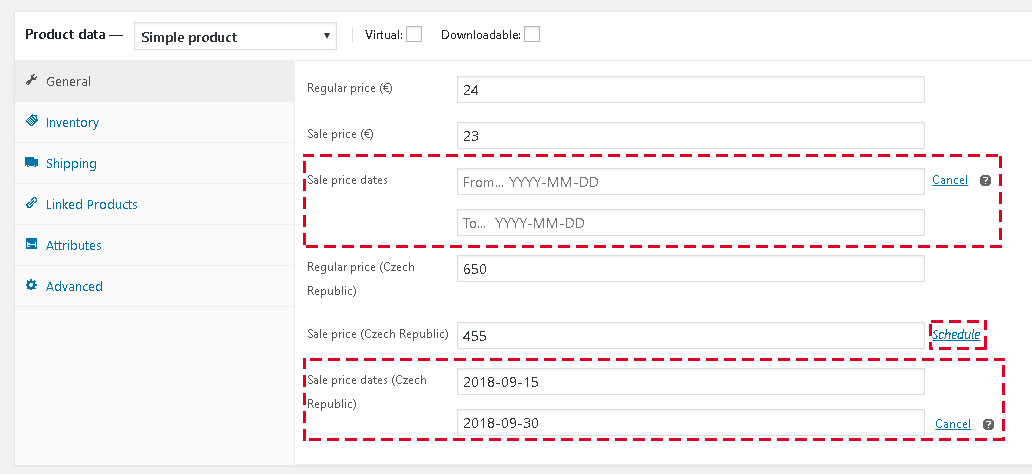 Product data — Simple product Virtual: Downloadable:
General
Inventory
Shipping
Linked Products
Attributes
Advanced
Regular price (€) 24
Sale price (€) 23
Sale price dates From... YYYY-MM-DD Cancel ?
To... YYYY-MM-DD
Regular price (Czech Republic) 650
Sale price (Czech Republic) 455 Schedule
Sale price dates (Czech Republic) 2018-09-15
2018-09-30 Cancel ?